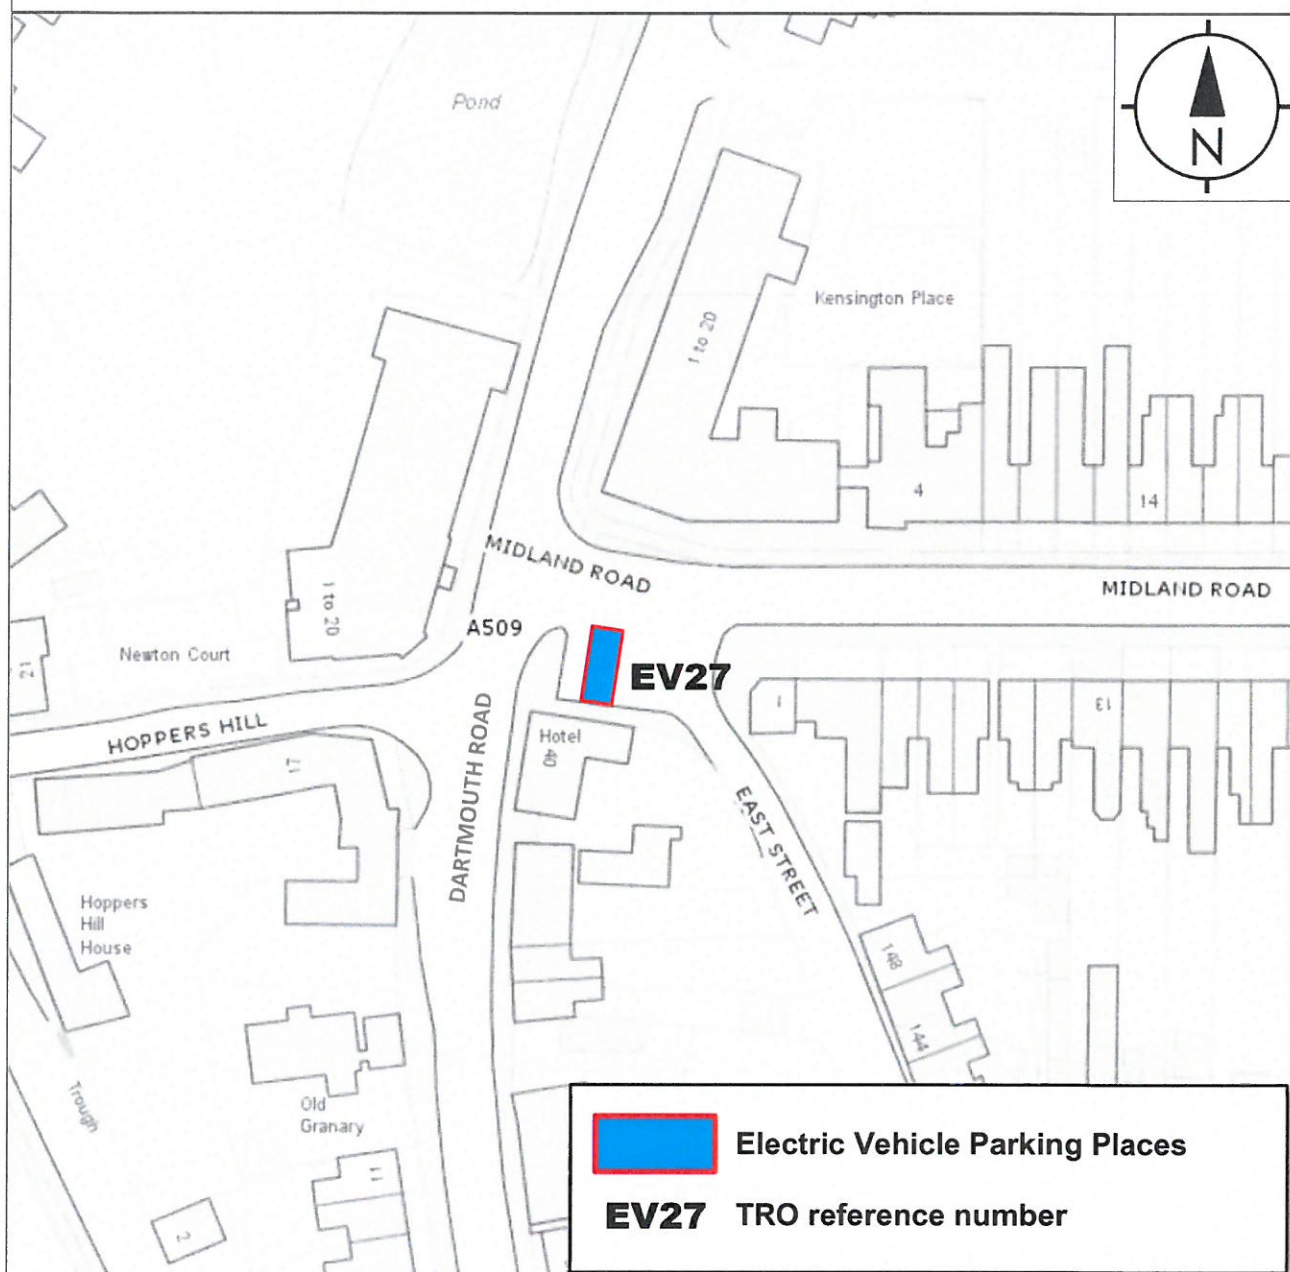 Pond
N
Kensington Place
1 to 20
4
14
MIDLAND ROAD
MIDLAND ROAD
1 to 20
A509
Newton Court
21
EV27
HOPPERS HILL
DARTMOUTH ROAD
Hotel
40
1
13
17
EAST STREET
Hoppers
Hill
House
148
144
Trough
Old
Granary
11
2
Electric Vehicle Parking Places
EV27 TRO reference number